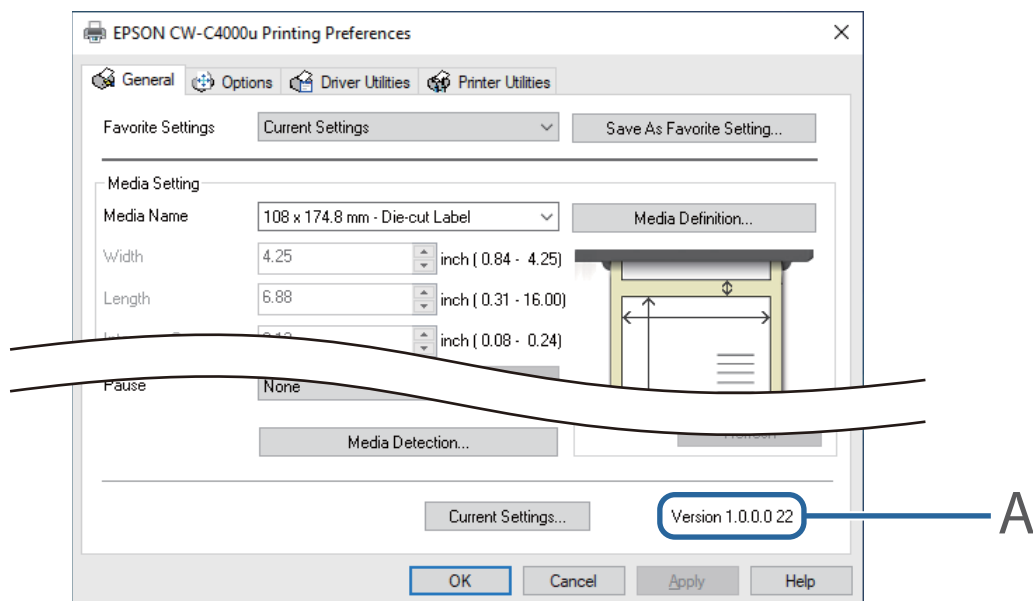 EPSON CW-C4000u Printing Preferences
General Options Driver Utilities Printer Utilities
Favorite Settings Current Settings Save As Favorite Setting...
Media Setting
Media Name 108 x 174.8 mm - Die-cut Label Media Definition...
Width 4.25 inch ( 0.84 - 4.25)
Length 6.88 inch ( 0.31 - 16.00)
inch ( 0.08 - 0.24)
Pause None
Media Detection...
Current Settings... Version 1.0.0.0 22 A
OK Cancel Apply Help